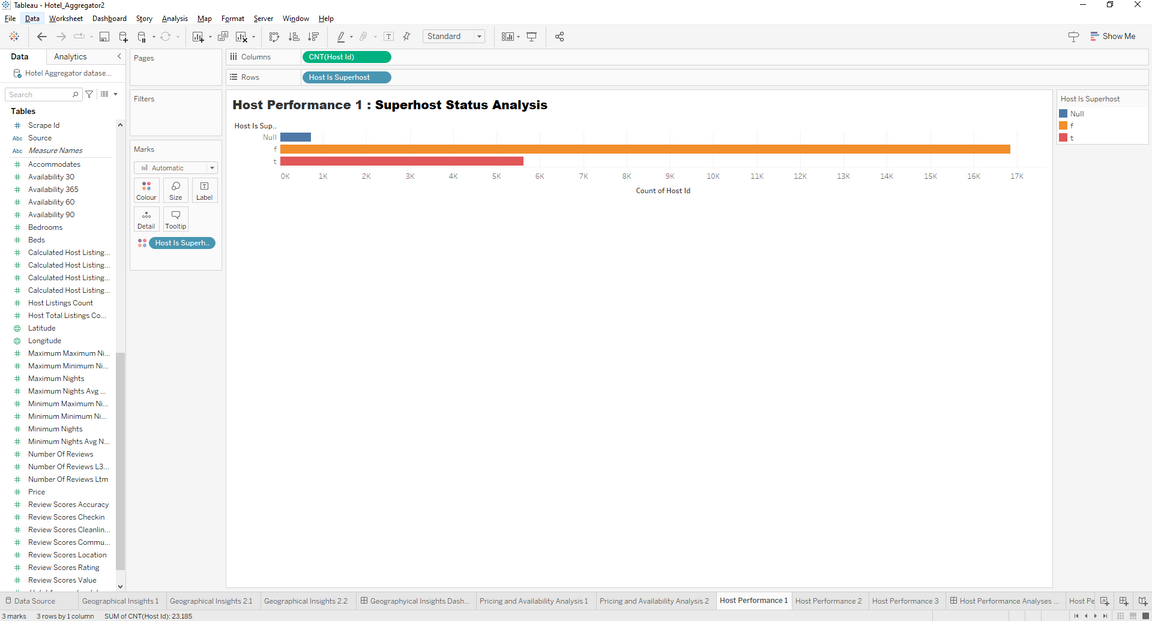 Tableau - Hotel_Aggregator2
File Data Worksheet Dashboard Story Analysis Map Format Server Window Help
Standard
Show Me
Data Analytics
Hotel Aggregator datase...
Search
Tables
# Scrape Id
Abc Source
Abc Measure Names
# Accommodates
# Availability 30
# Availability 365
# Availability 60
# Availability 90
# Bedrooms
# Beds
# Calculated Host Listing...
# Calculated Host Listing...
# Calculated Host Listing...
# Calculated Host Listing...
# Host Listings Count
# Host Total Listings Co...
Latitude
Longitude
# Maximum Maximum Ni...
# Maximum Minimum Ni...
# Maximum Nights
# Maximum Nights Avg ...
# Minimum Maximum Ni...
# Minimum Minimum Ni...
# Minimum Nights
# Minimum Nights Avg N...
# Number Of Reviews
# Number Of Reviews L3...
# Number Of Reviews Ltm
# Price
# Review Scores Accuracy
# Review Scores Checkin
# Review Scores Cleanlin...
# Review Scores Commu...
# Review Scores Location
# Review Scores Rating
# Review Scores Value
Pages
Filters
Marks
Automatic
Colour Size Label
Detail Tooltip
Host Is Superh..
Columns CNT(Host Id)
Rows Host Is Superhost
Host Performance 1 : Superhost Status Analysis
Host Is Sup..
Null
f
t
0K 1K 2K 3K 4K 5K 6K 7K 8K 9K 10K 11K 12K 13K 14K 15K 16K 17K
Count of Host Id
Host Is Superhost
Null
f
t
Data Source Geographical Insights 1 Geographical Insights 2.1 Geographical Insights 2.2 Geographyical Insights Dash... Pricing and Availability Analysis 1 Pricing and Availability Analysis 2 Host Performance 1 Host Performance 2 Host Performance 3 Host Performance Analyses ... Host Pe
3 marks 3 rows by 1 column SUM of CNT(Host Id): 23,185